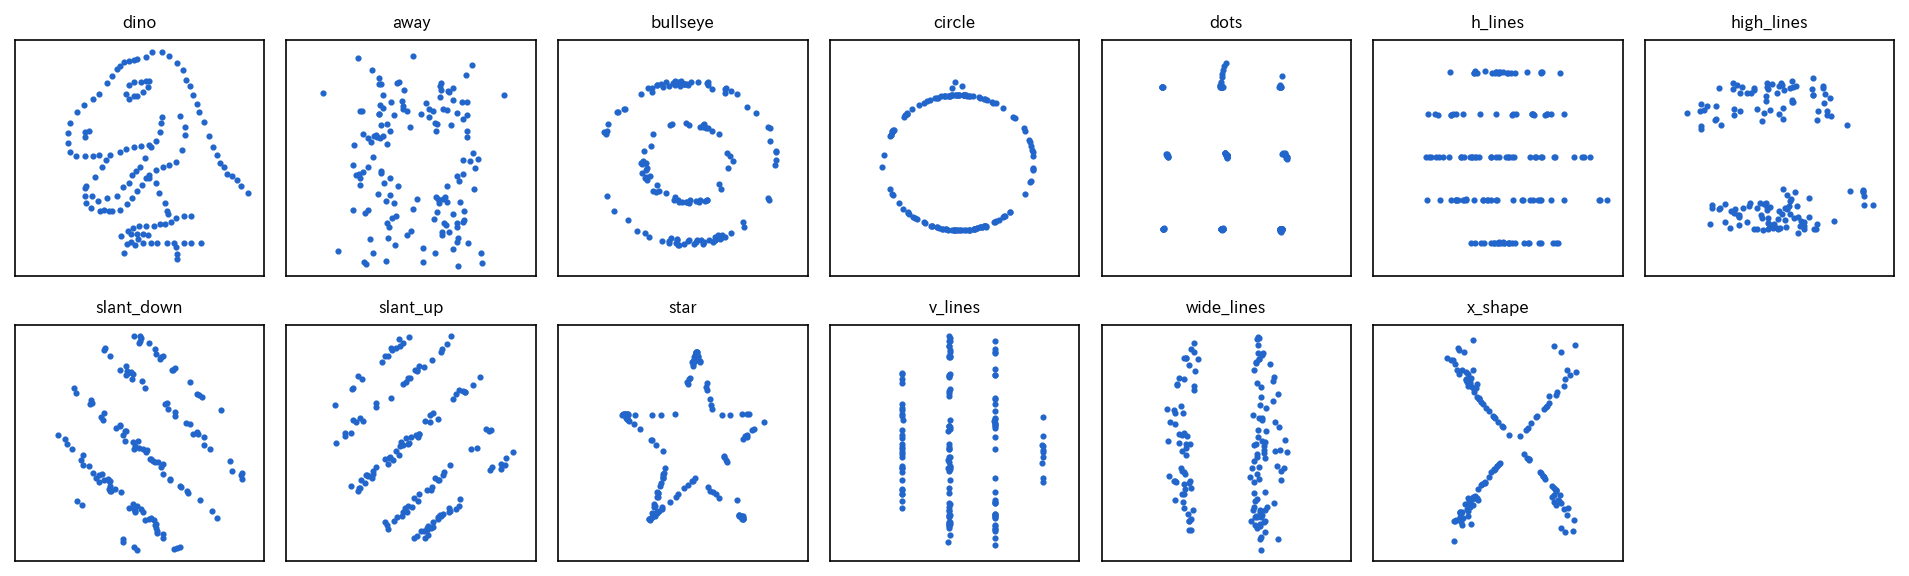 dino away bullseye circle dots h_lines high_lines
slant_down slant_up star v_lines wide_lines x_shape